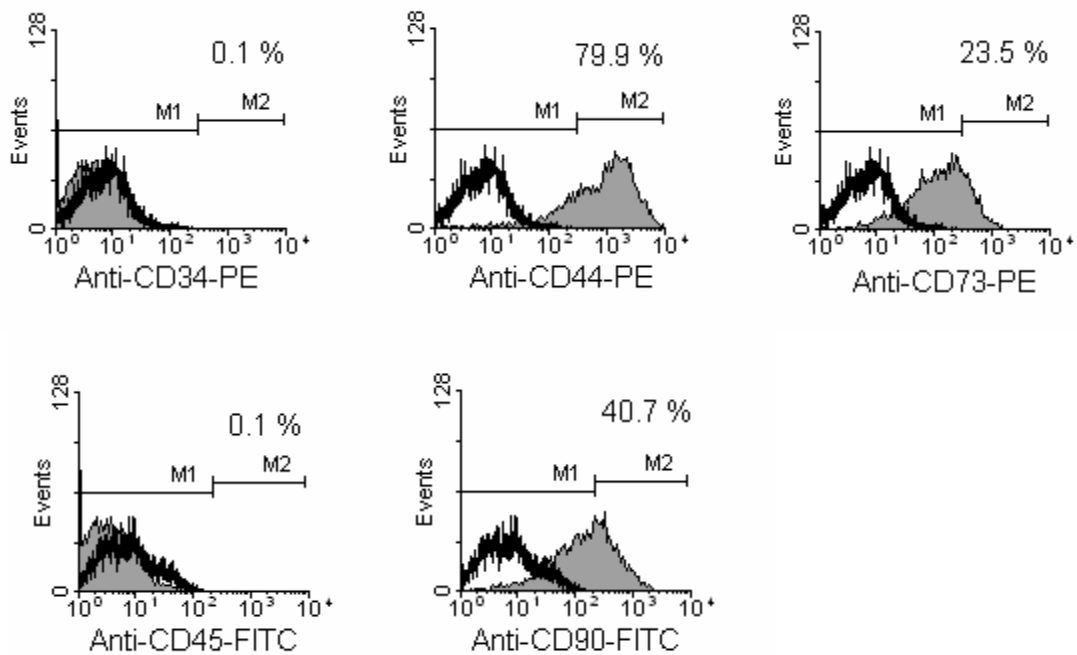 128
0.1 %
M1
M2
Events
0
10⁰ 10¹ 10² 10³ 10⁴
Anti-CD34-PE
79.9 %
M1
M2
0
10⁰ 10¹ 10² 10³ 10⁴
Anti-CD44-PE
128
23.5 %
M1
M2
Events
0
10⁰ 10¹ 10² 10³ 10⁴
Anti-CD73-PE
128
0.1 %
M1
M2
Events
0
10⁰ 10¹ 10² 10³ 10⁴
Anti-CD45-FITC
128
40.7 %
M1
M2
Events
0
10⁰ 10¹ 10² 10³ 10⁴
Anti-CD90-FITC